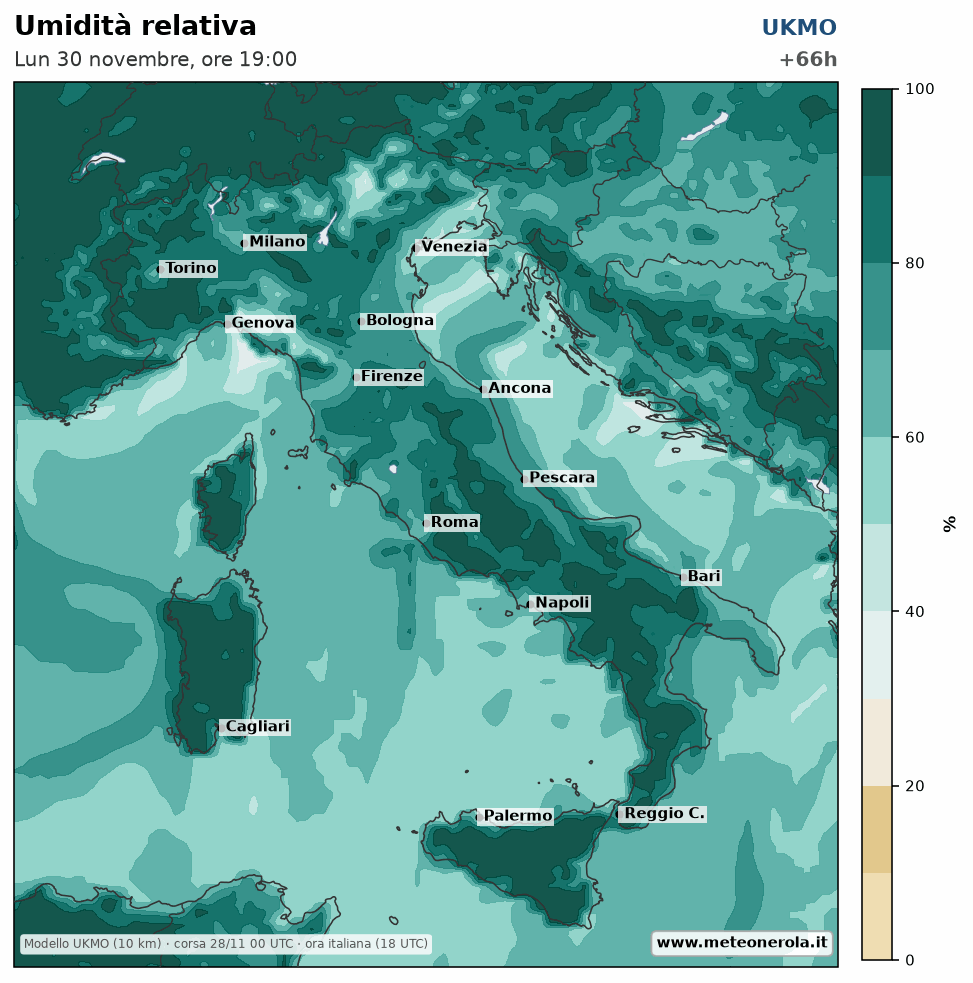 Umidità relativa
UKMO
Lun 30 novembre, ore 19:00
+66h
100
80
60
40
20
0
%
Milano
Venezia
Torino
Genova
Bologna
Firenze
Ancona
Pescara
Roma
Bari
Napoli
Cagliari
Palermo
Reggio C.
Modello UKMO (10 km) · corsa 28/11 00 UTC · ora italiana (18 UTC)
www.meteonerola.it